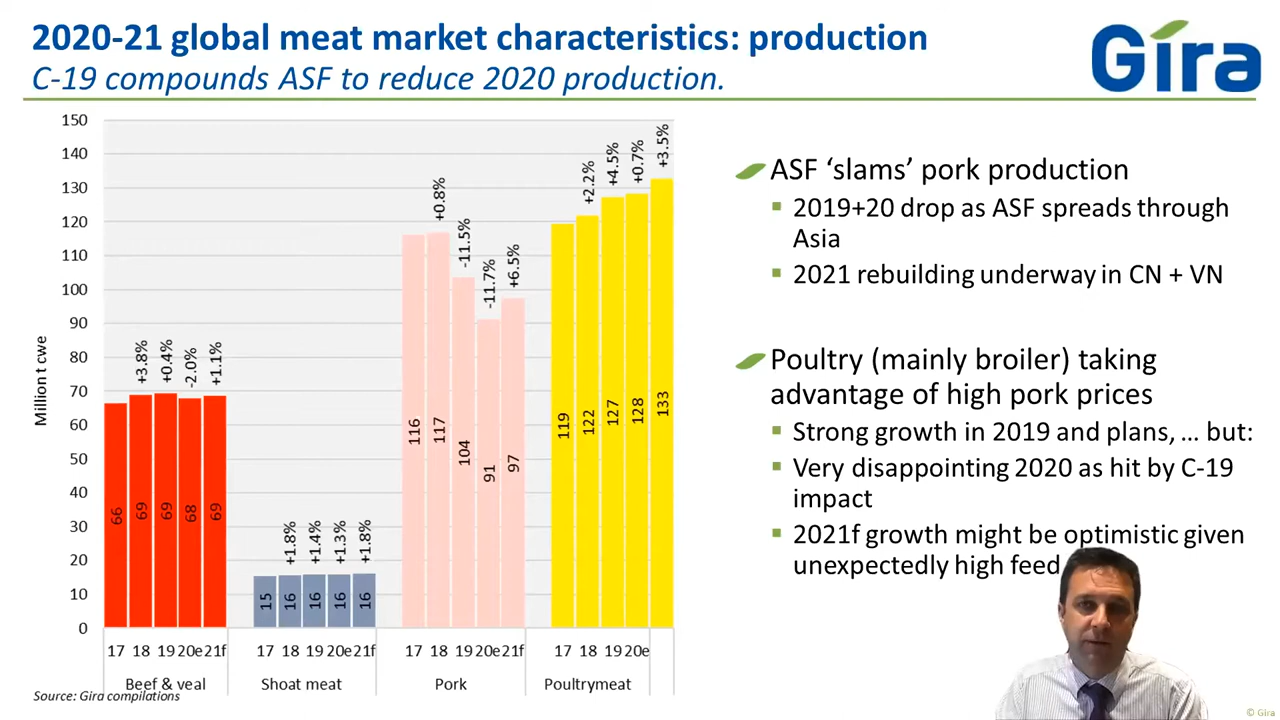 2020-21 global meat market characteristics: production
C-19 compounds ASF to reduce 2020 production.
Gira
150
140
130
120
110
100
90
80
70
60
50
40
30
20
10
0
Million t cwe
+3.8%
+0.4%
-2.0%
+1.1%
66
69
69
68
69
+1.8%
+1.4%
+1.3%
+1.8%
15
16
16
16
16
+0.8%
-11.5%
-11.7%
+6.5%
116
117
104
91
97
+2.2%
+4.5%
+0.7%
+3.5%
119
122
127
128
133
17 18 19 20e 21f
17 18 19 20e 21f
17 18 19 20e 21f
17 18 19 20e
Beef & veal
Shoat meat
Pork
Poultrymeat
Source: Gira compilations
ASF ‘slams’ pork production
2019+20 drop as ASF spreads through
Asia
2021 rebuilding underway in CN + VN
Poultry (mainly broiler) taking
advantage of high pork prices
Strong growth in 2019 and plans, … but:
Very disappointing 2020 as hit by C-19
impact
2021f growth might be optimistic given
unexpectedly high feed
© Gira